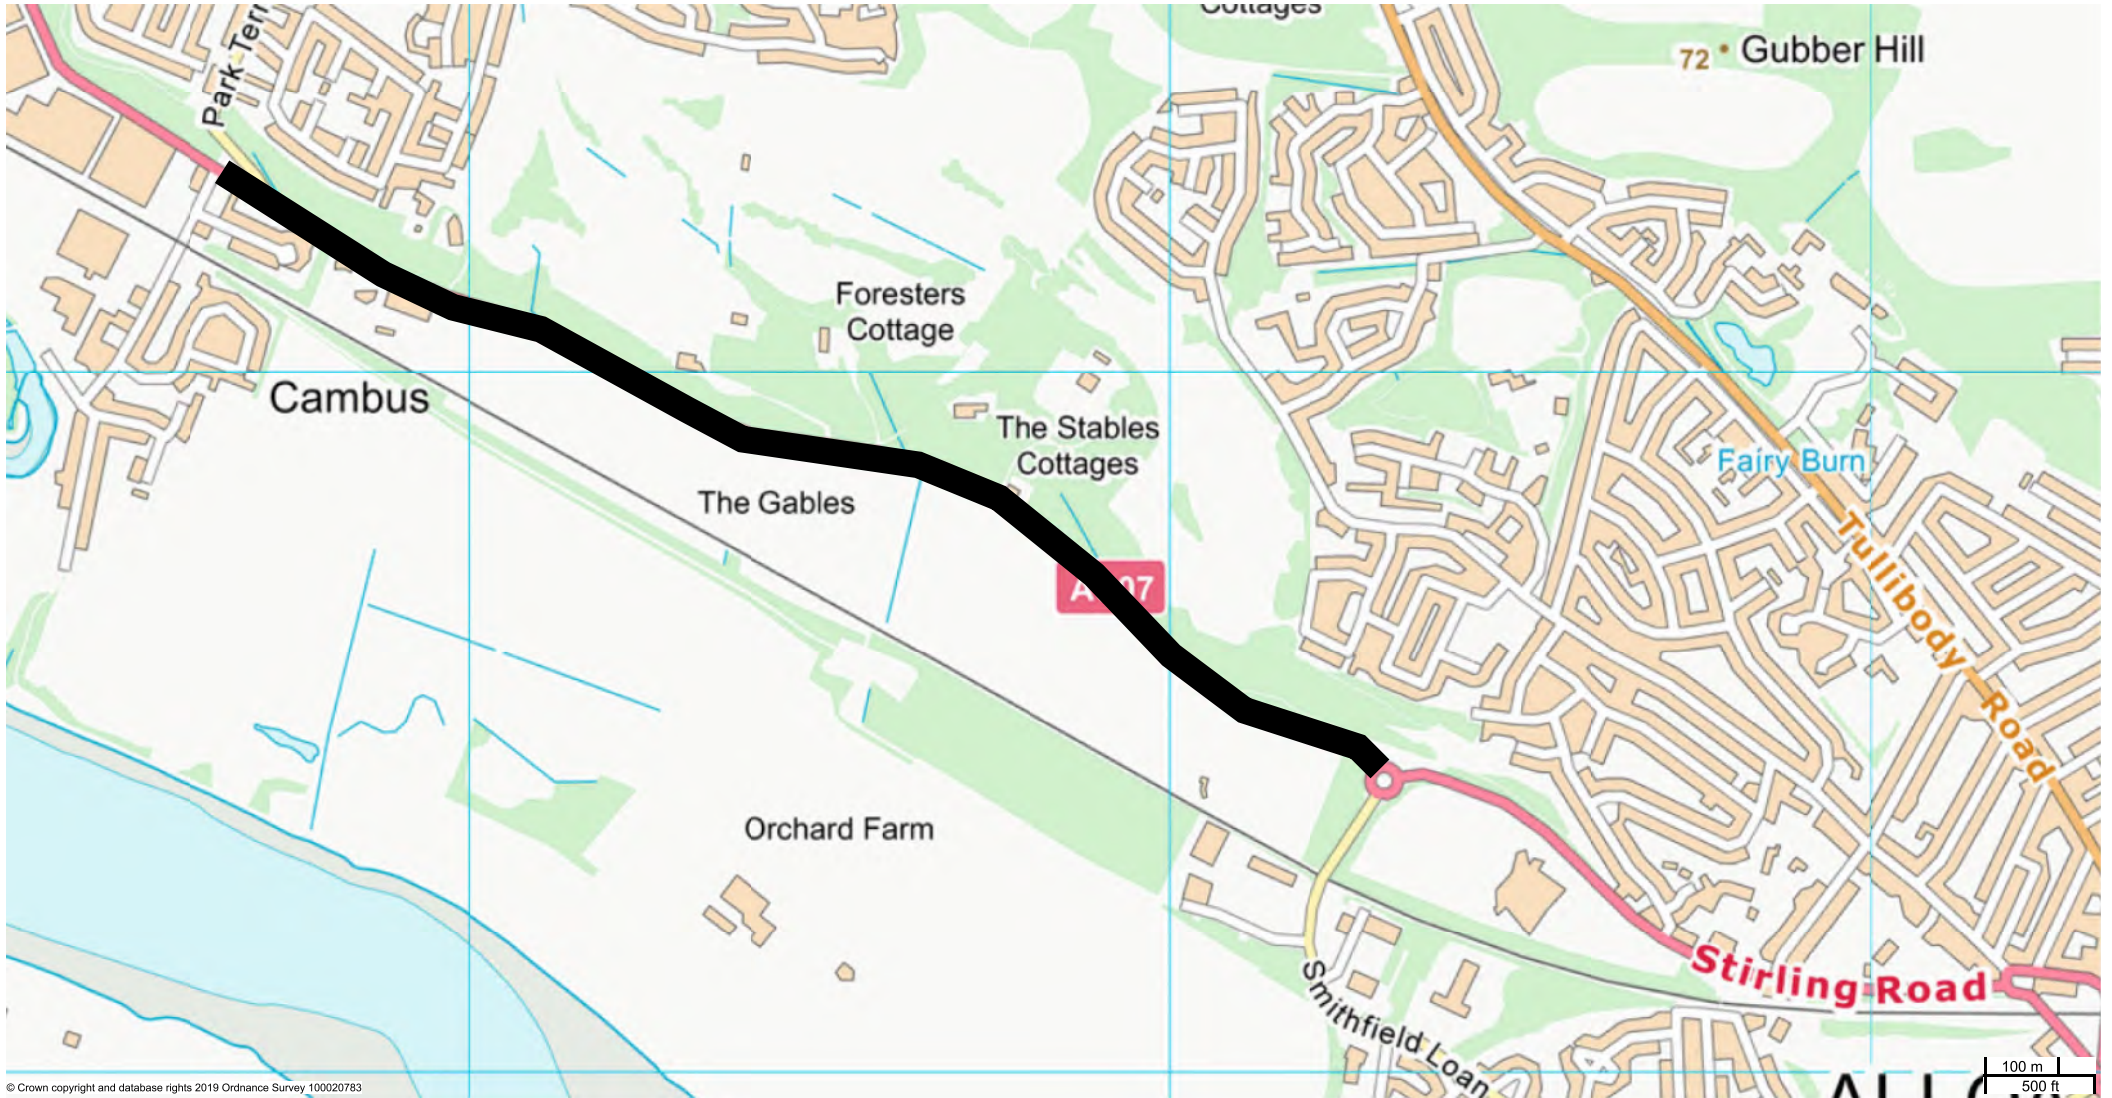 Cottages
72 Gubber Hill
Park Terr
Foresters
Cottage
Cambus
The Stables
Cottages
Fairy Burn
The Gables
Tullibody Road
Orchard Farm
Stirling Road
Smithfield Loan
100 m
500 ft
© Crown copyright and database rights 2019 Ordnance Survey 100020783